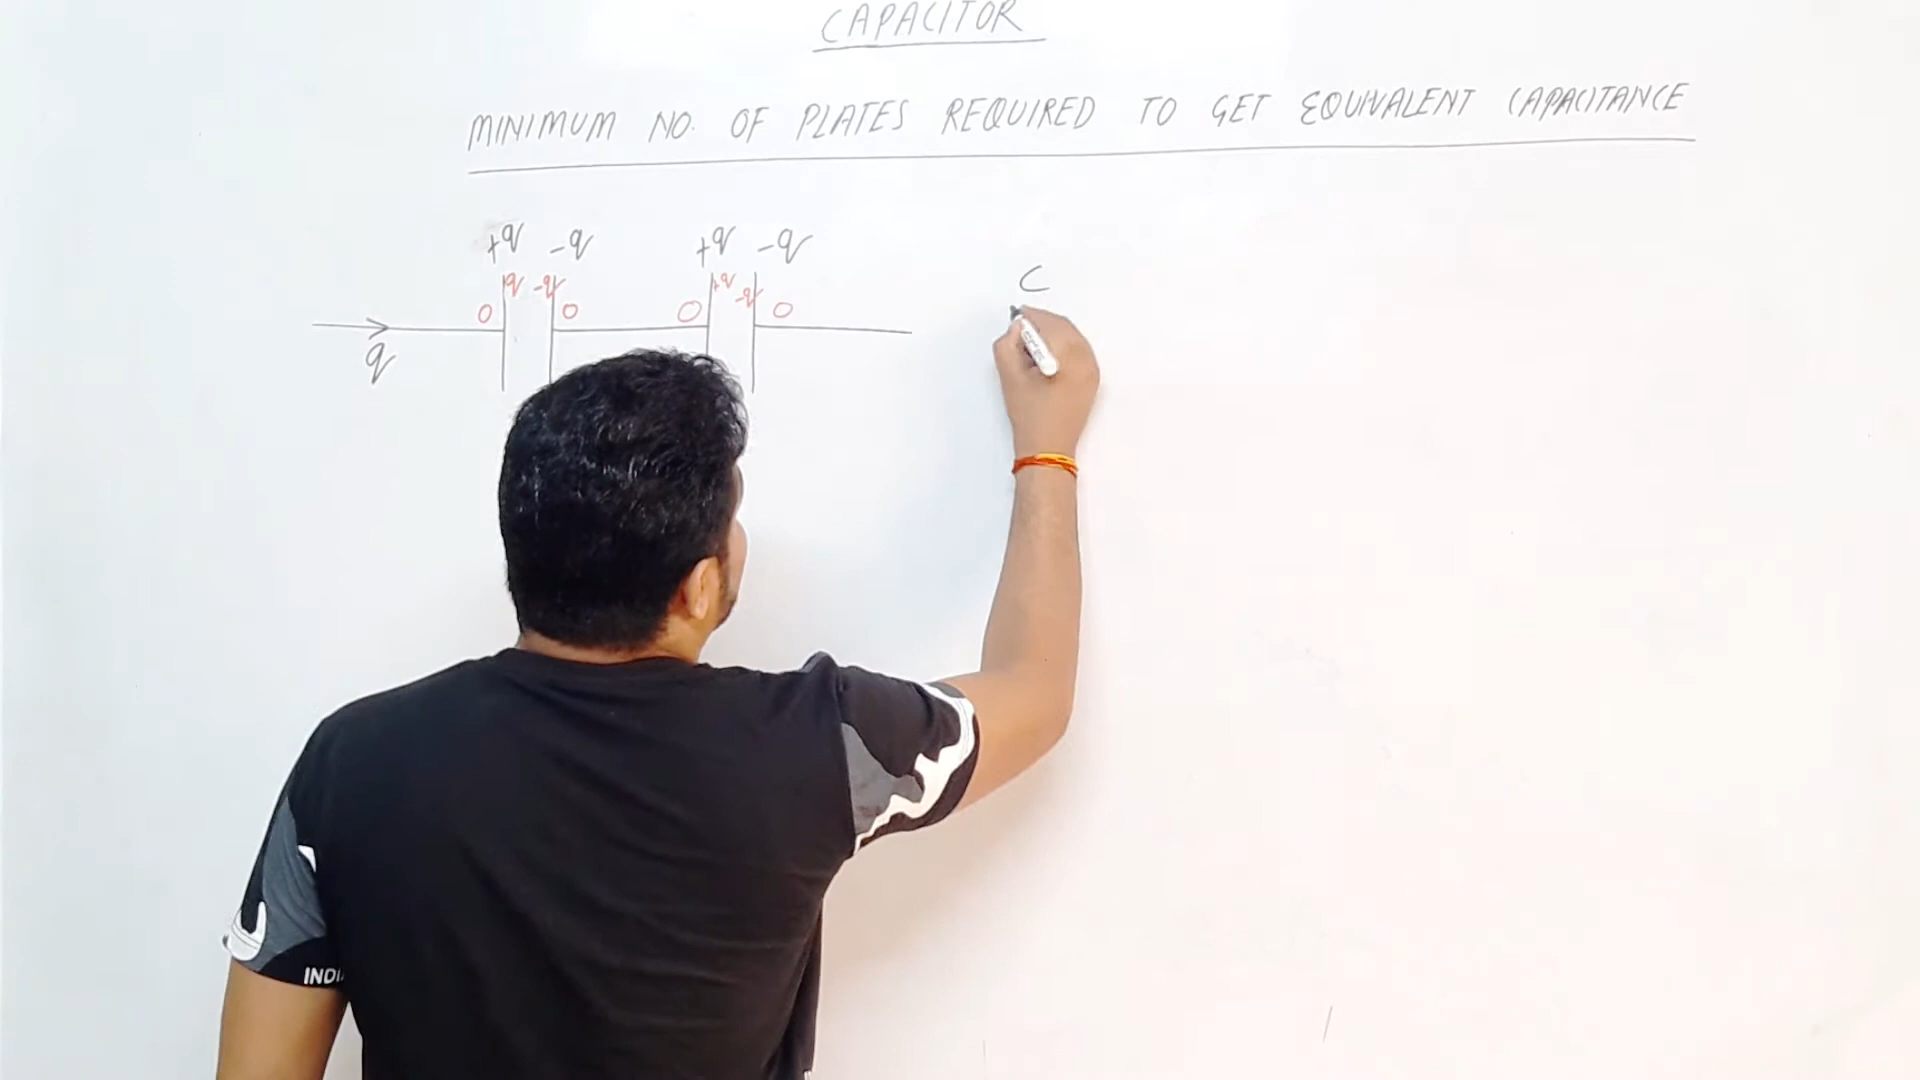 CAPACITOR
MINIMUM NO. OF PLATES REQUIRED TO GET EQUIVALENT CAPACITANCE
+q -q +q -q
q -q +q -q
0 0 0 0
q
C
INDI